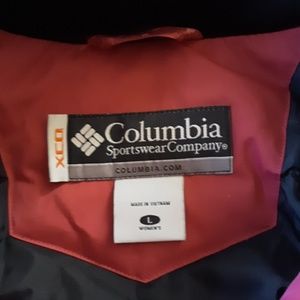 XCO
Columbia
Sportswear Company®
COLUMBIA.COM
MADE IN VIETNAM
L
WOMEN'S